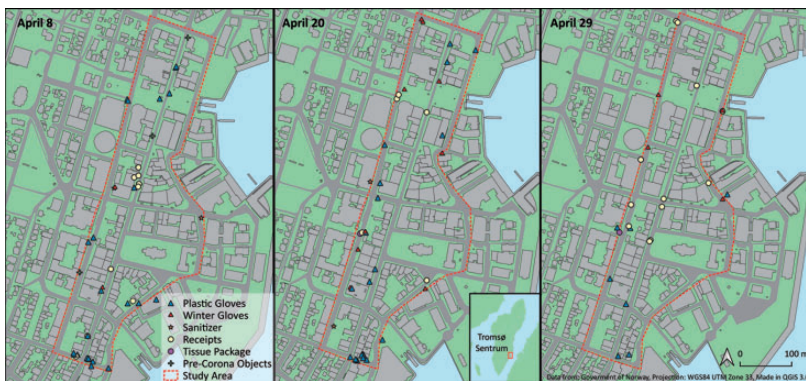 April 8
April 20
April 29
Plastic Gloves
Winter Gloves
Sanitizer
Receipts
Tissue Package
Pre-Corona Objects
Study Area
Tromsø
Sentrum
0 100 m
Data from: Goverment of Norway, Projection: WGS84 UTM Zone 33, Made in QGIS 3.